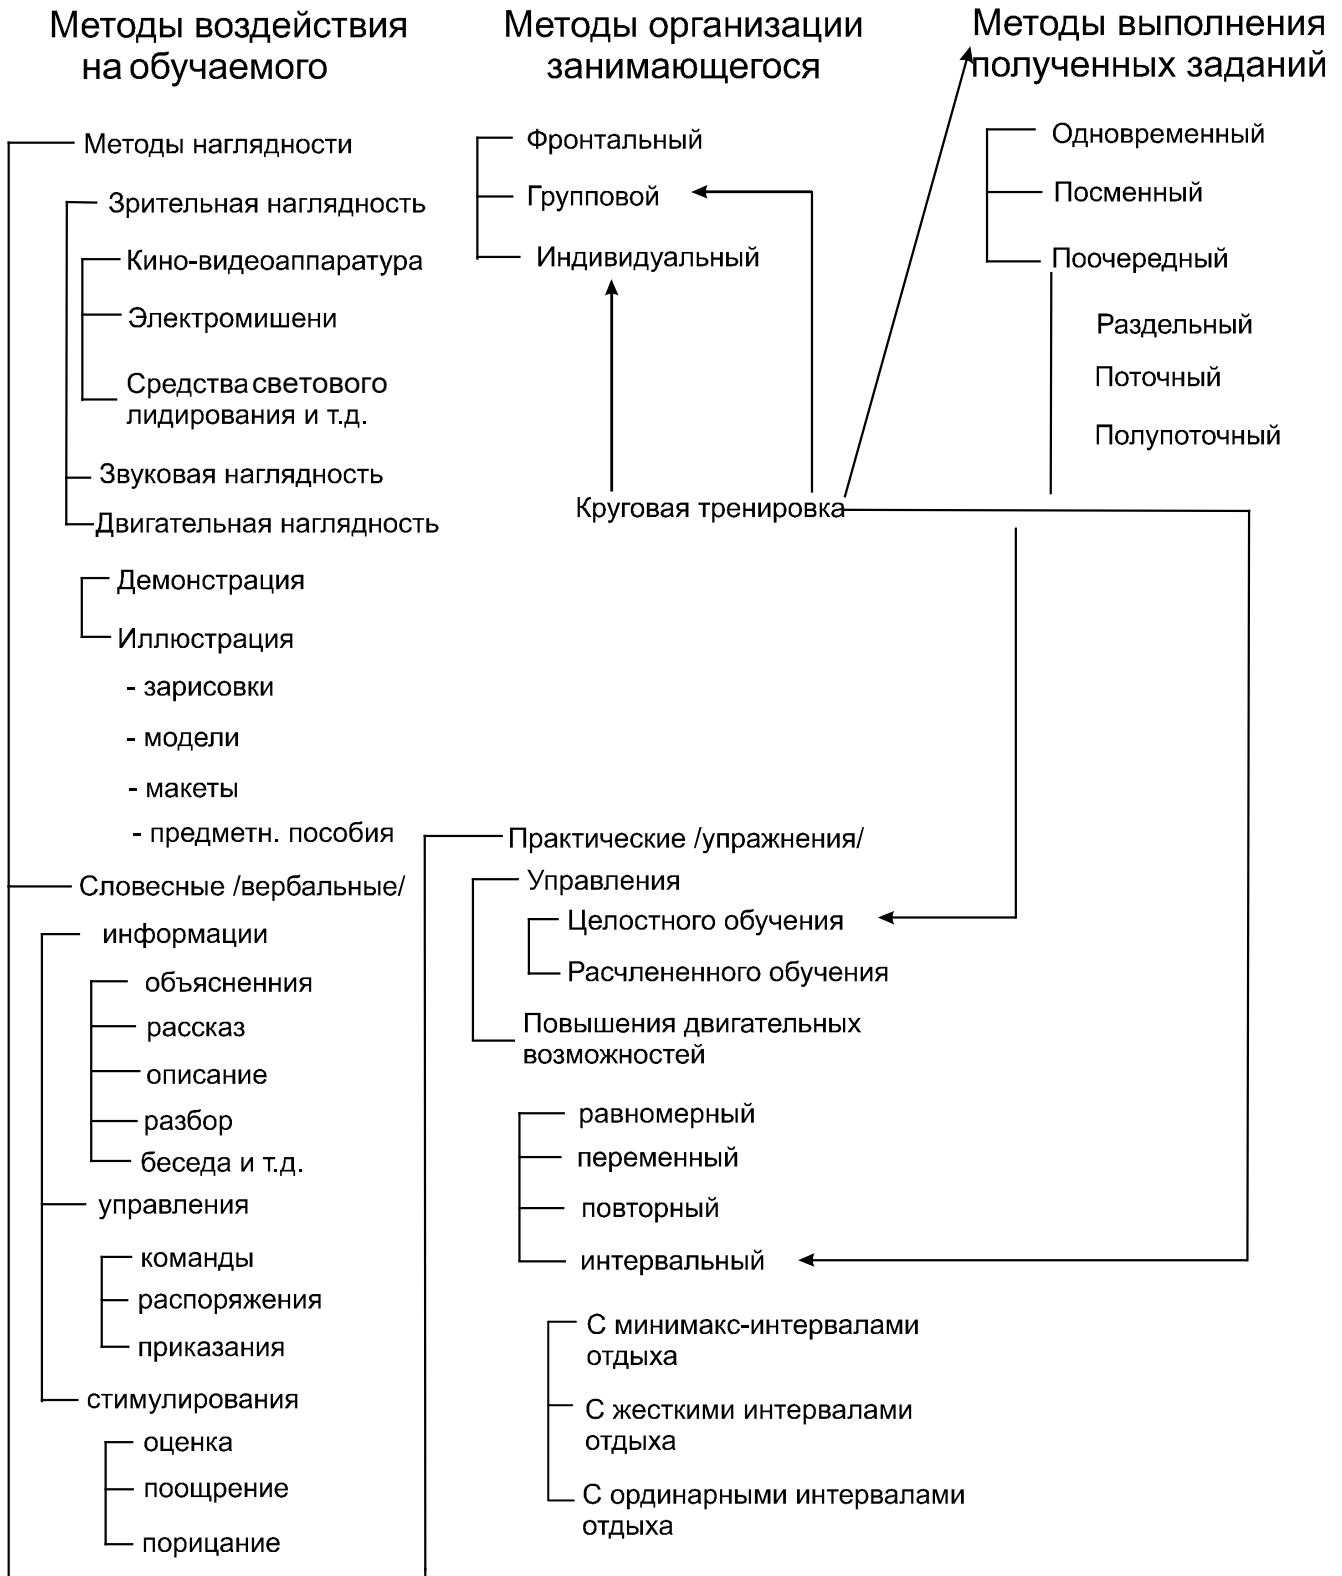 Методы воздействия
на обучаемого
Методы наглядности
Зрительная наглядность
Кино-видеоаппаратура
Электромишени
Средства светового
лидирования и т.д.
Звуковая наглядность
Двигательная наглядность
Демонстрация
Иллюстрация
- зарисовки
- модели
- макеты
- предметн. пособия
Словесные /вербальные/
информации
объясненния
рассказ
описание
разбор
беседа и т.д.
управления
команды
распоряжения
приказания
стимулирования
оценка
поощрение
порицание
Методы организации
занимающегося
Фронтальный
Групповой
Индивидуальный
Круговая тренировка
Практические /упражнения/
Управления
Целостного обучения
Расчлененного обучения
Повышения двигательных
возможностей
равномерный
переменный
повторный
интервальный
С минимакс-интервалами
отдыха
С жесткими интервалами
отдыха
С ординарными интервалами
отдыха
Методы выполнения
полученных заданий
Одновременный
Посменный
Поочередный
Раздельный
Поточный
Полупоточный